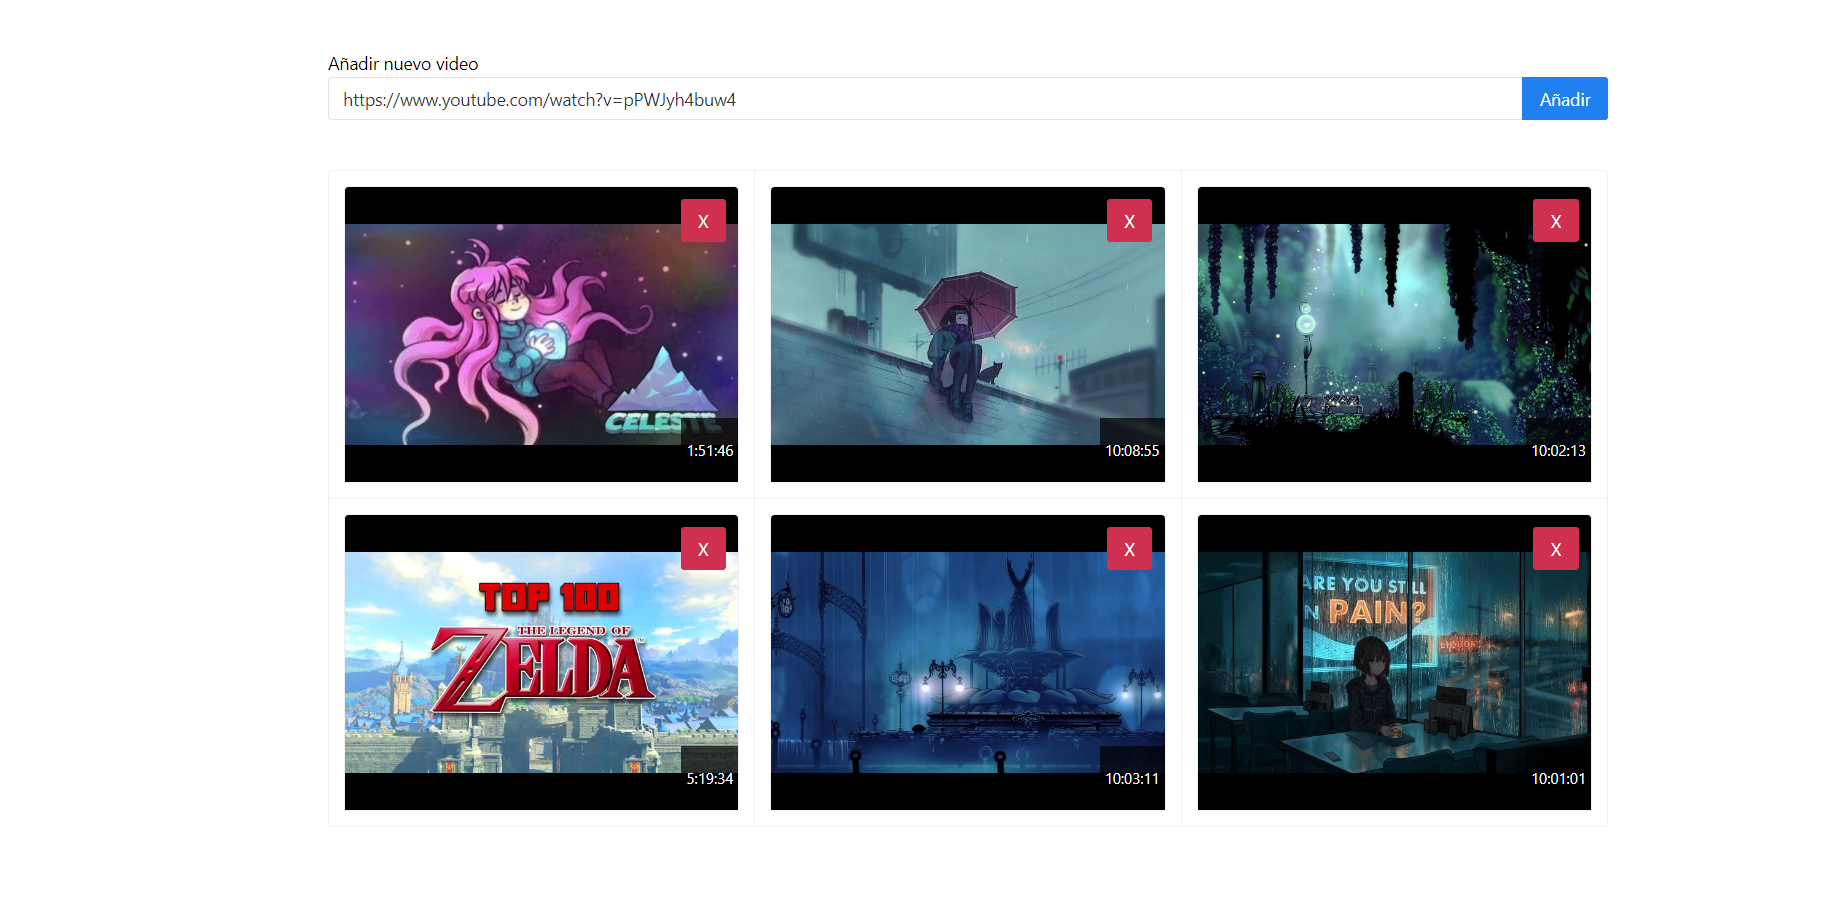 Añadir nuevo video
https://www.youtube.com/watch?v=pPWJyh4buw4
Añadir
X
CELESTE
1:51:46
X
10:08:55
X
10:02:13
X
TOP 100
THE LEGEND OF
ZELDA
5:19:34
X
10:03:11
X
ARE YOU STILL
IN PAIN?
LIQUOR
10:01:01